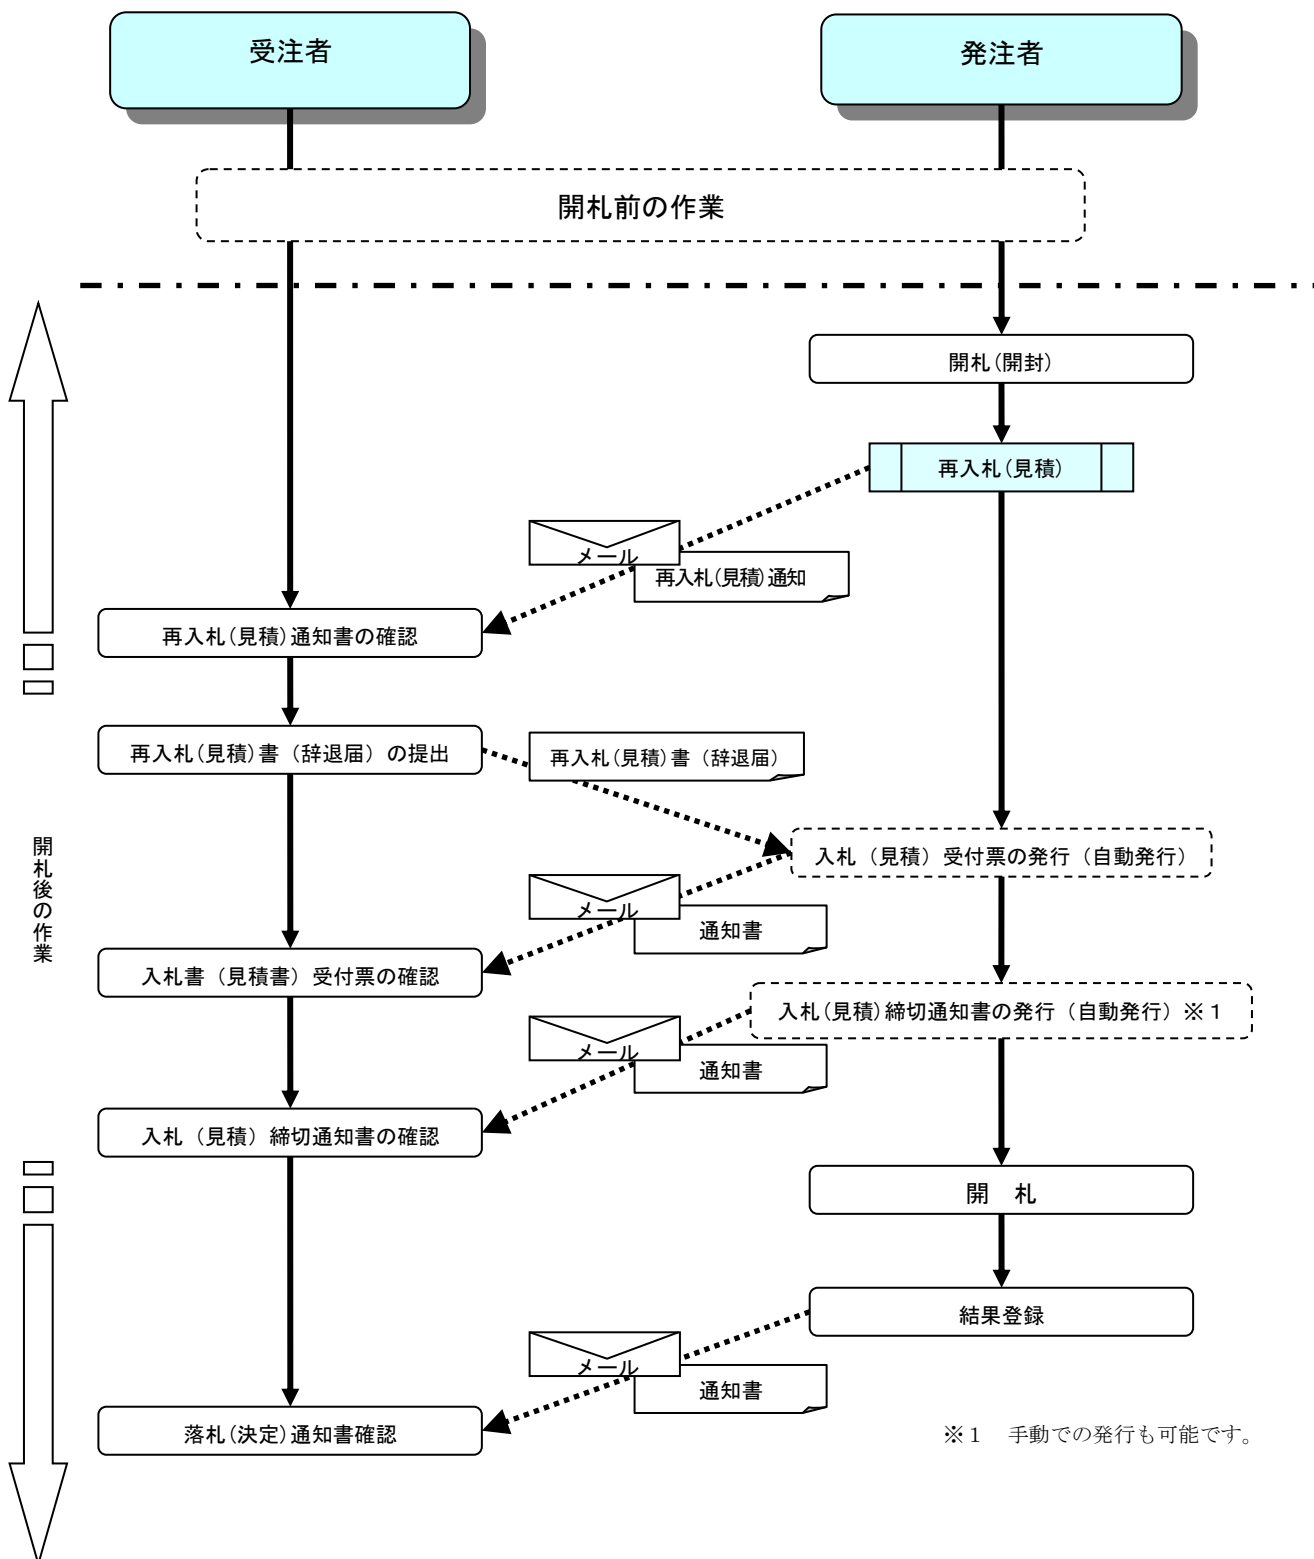 受注者
発注者
開札前の作業
開札(開封)
再入札(見積)
メール
再入札(見積)通知
再入札(見積)通知書の確認
再入札(見積)書（辞退届）の提出
再入札(見積)書（辞退届）
開札後の作業
入札（見積）受付票の発行（自動発行）
メール
通知書
入札書（見積書）受付票の確認
入札(見積)締切通知書の発行（自動発行）※１
メール
通知書
入札（見積）締切通知書の確認
開　札
結果登録
メール
通知書
落札(決定)通知書確認
※１　手動での発行も可能です。